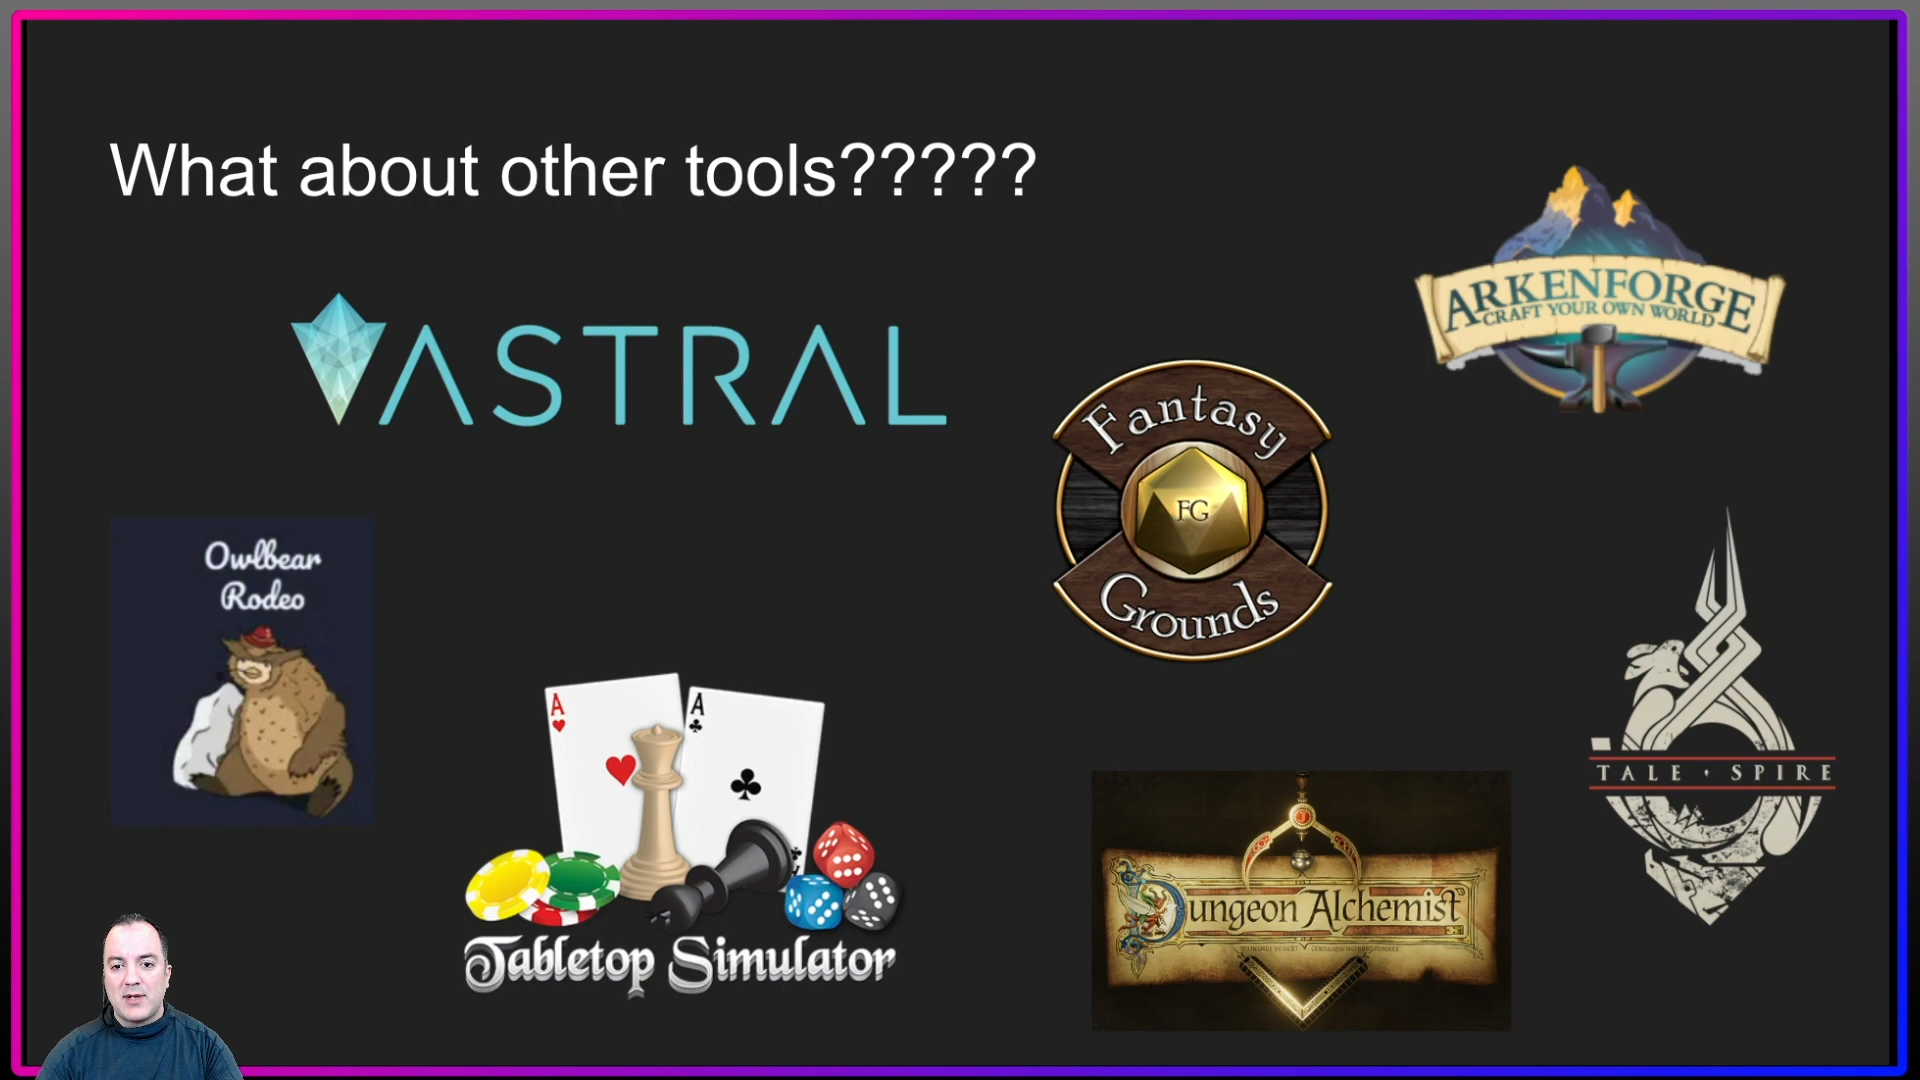 What about other tools?????
ARKENFORGE
CRAFT YOUR OWN WORLD
ASTRAL
Fantasy
FG
Grounds
Owlbear
Rodeo
A
A
TALE · SPIRE
Dungeon Alchemist
Tabletop Simulator